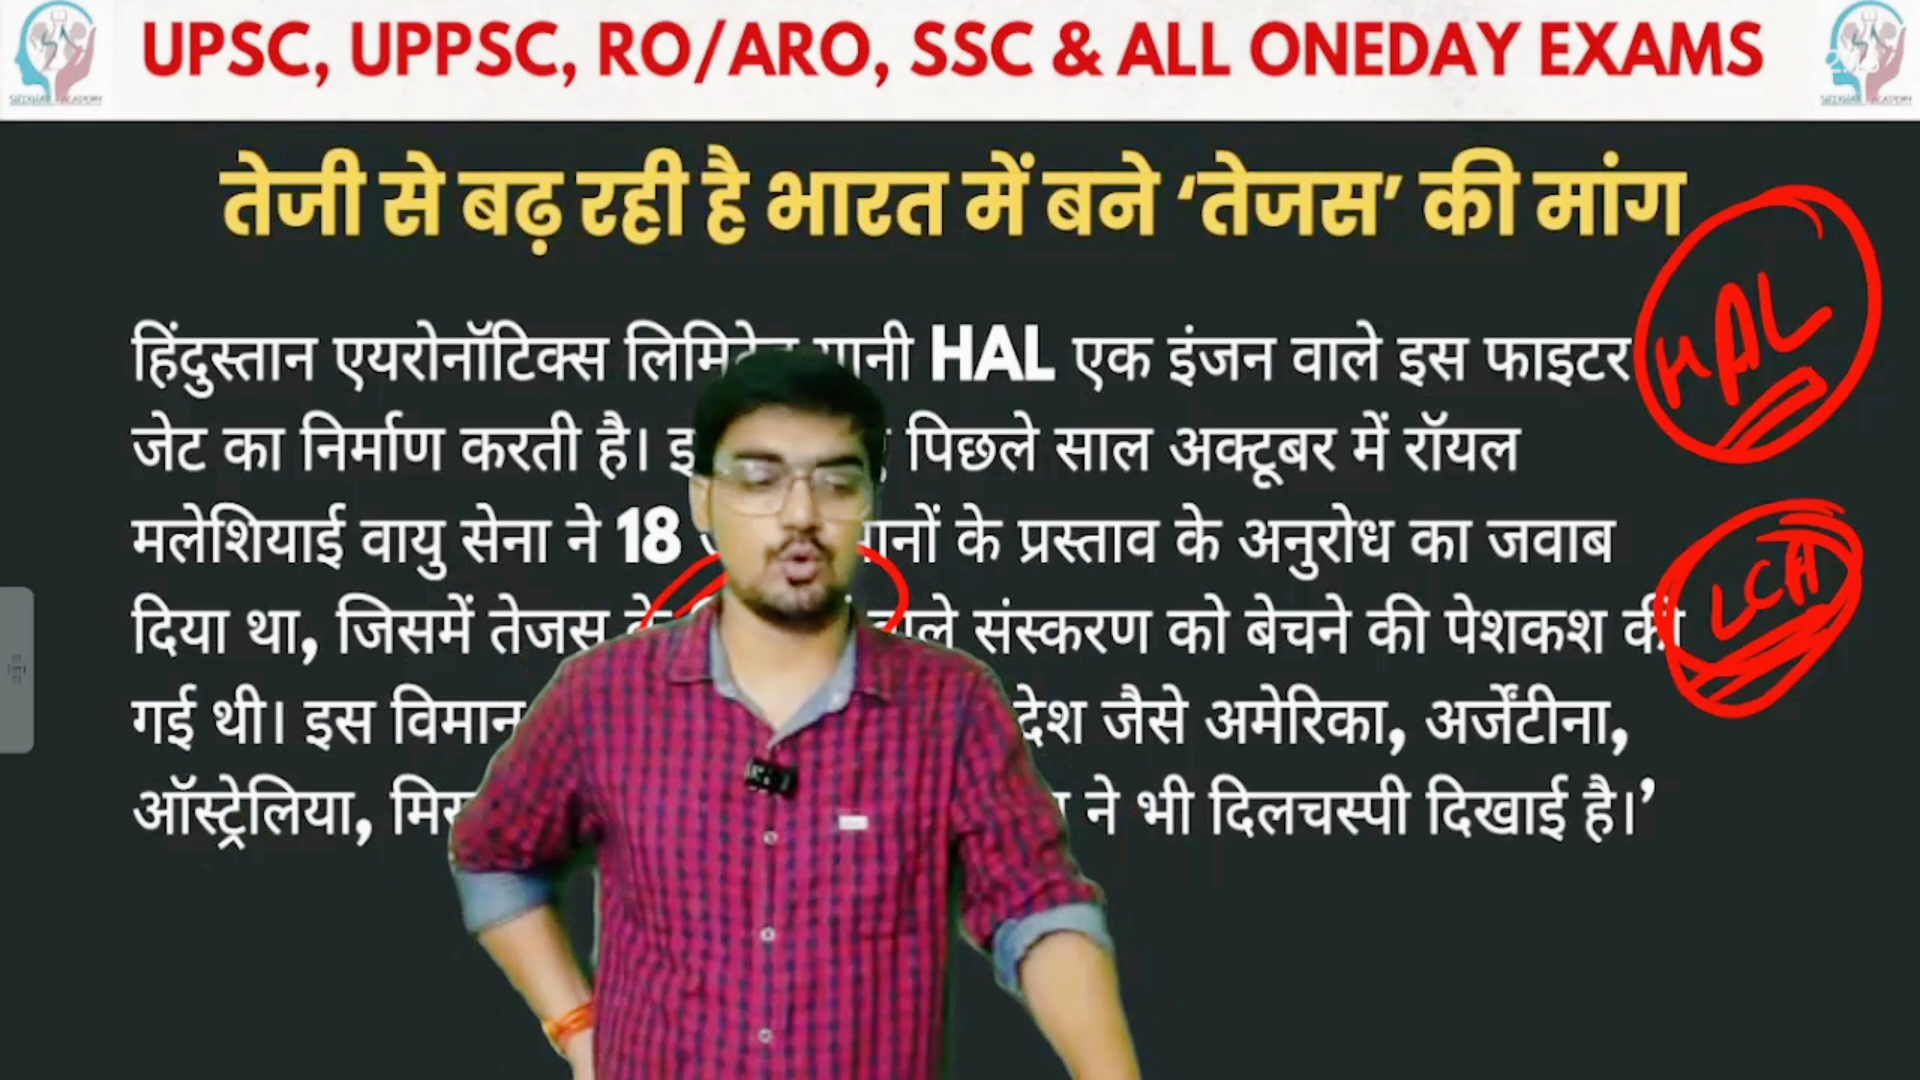 UPSC, UPPSC, RO/ARO, SSC & ALL ONEDAY EXAMS
तेजी से बढ़ रही है भारत में बने ‘तेजस’ की मांग
हिंदुस्तान एयरोनॉटिक्स यानी HAL एक इंजन वाले इस फाइटर
HAL
जेट का निर्माण करती है। पिछले साल अक्टूबर में रॉयल
मलेशियाई वायु सेना ने 18 के प्रस्ताव के अनुरोध का जवाब
दिया था, जिसमें तेजस के वाले संस्करण को बेचने की पेशकश की
LCA
गई थी। इस विमान देश जैसे अमेरिका, अर्जेंटीना,
ऑस्ट्रेलिया, ने भी दिलचस्पी दिखाई है।’